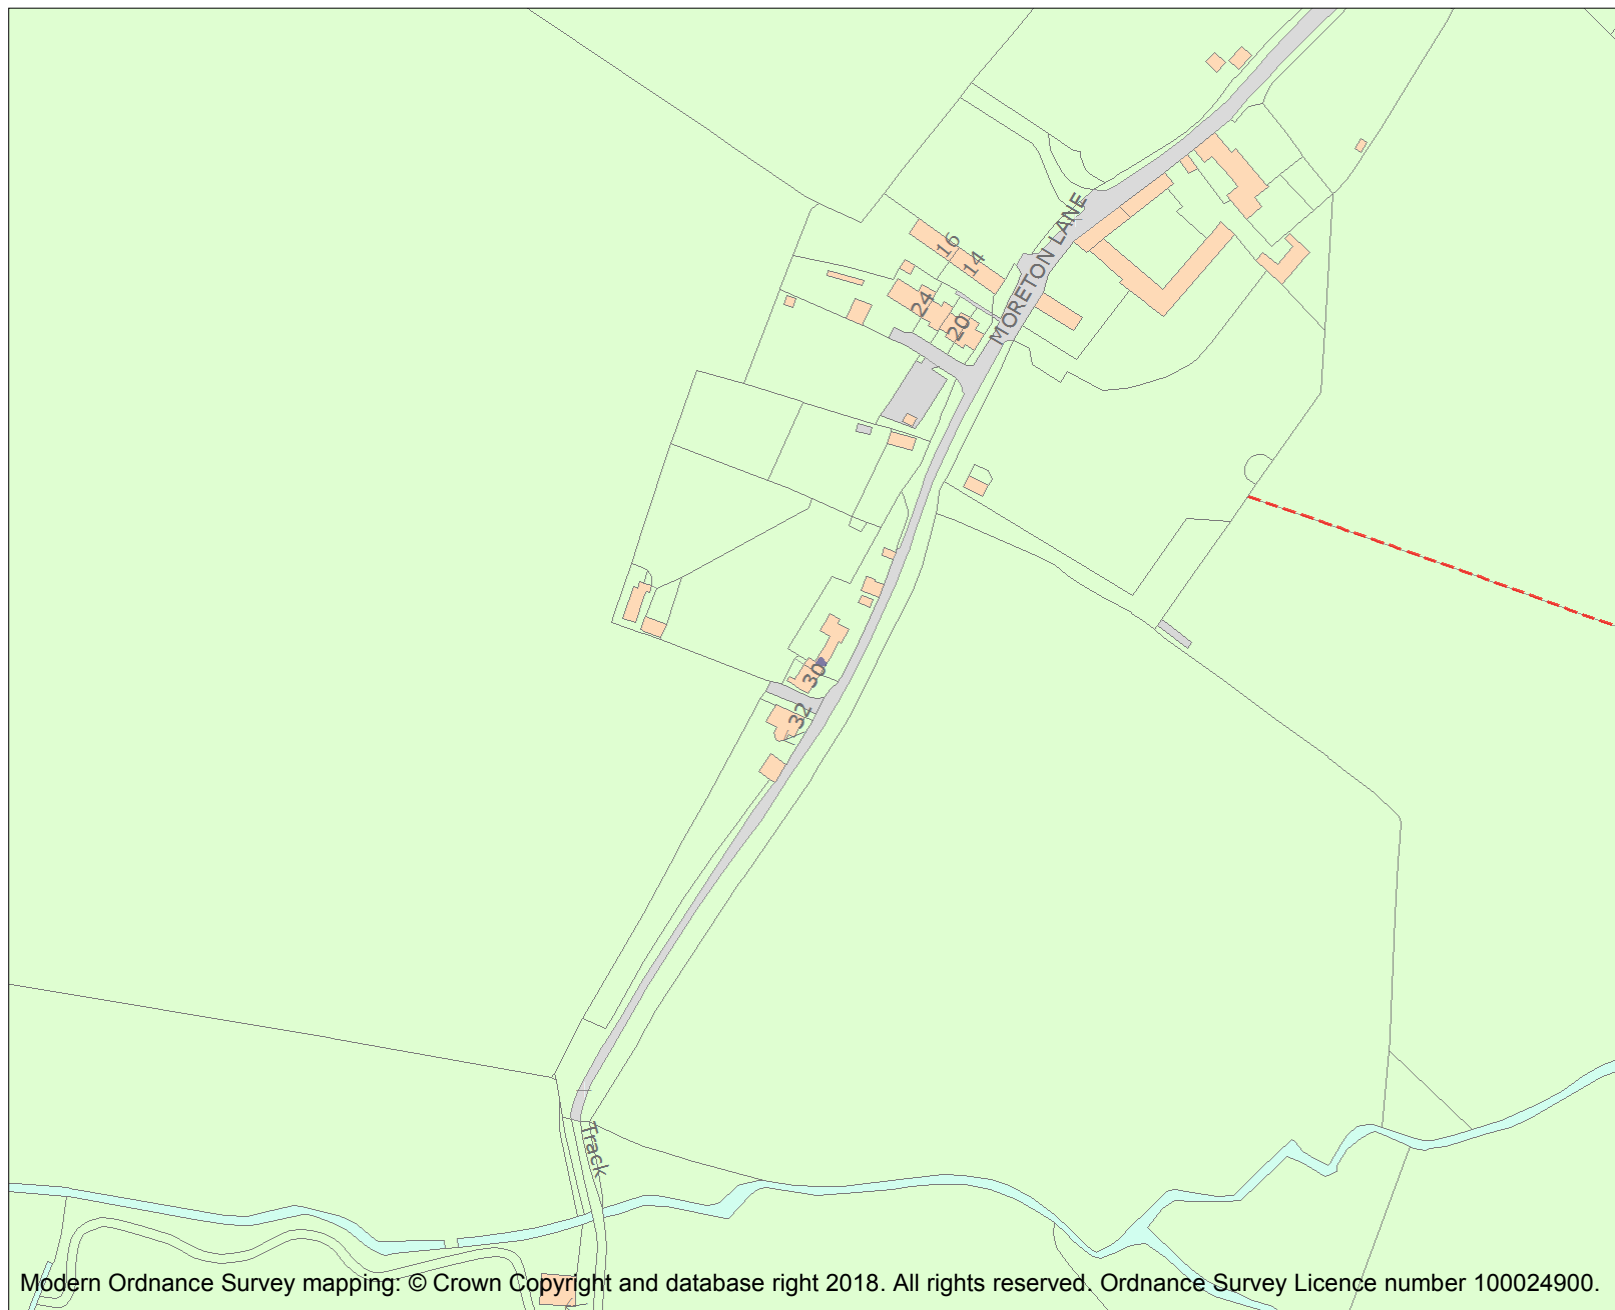 MORETON LANE
16
14
24
20
30
32
Track
Modern Ordnance Survey mapping: © Crown Copyright and database right 2018. All rights reserved. Ordnance Survey Licence number 100024900.